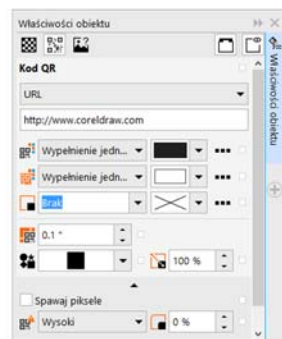 Właściwości obiektu
Kod QR
URL
http://www.coreldraw.com
Wypełnienie jedn...
Wypełnienie jedn...
Brak
0.1 "
100 %
Spawaj piksele
Wysoki
0 %
Właściwości obiektu